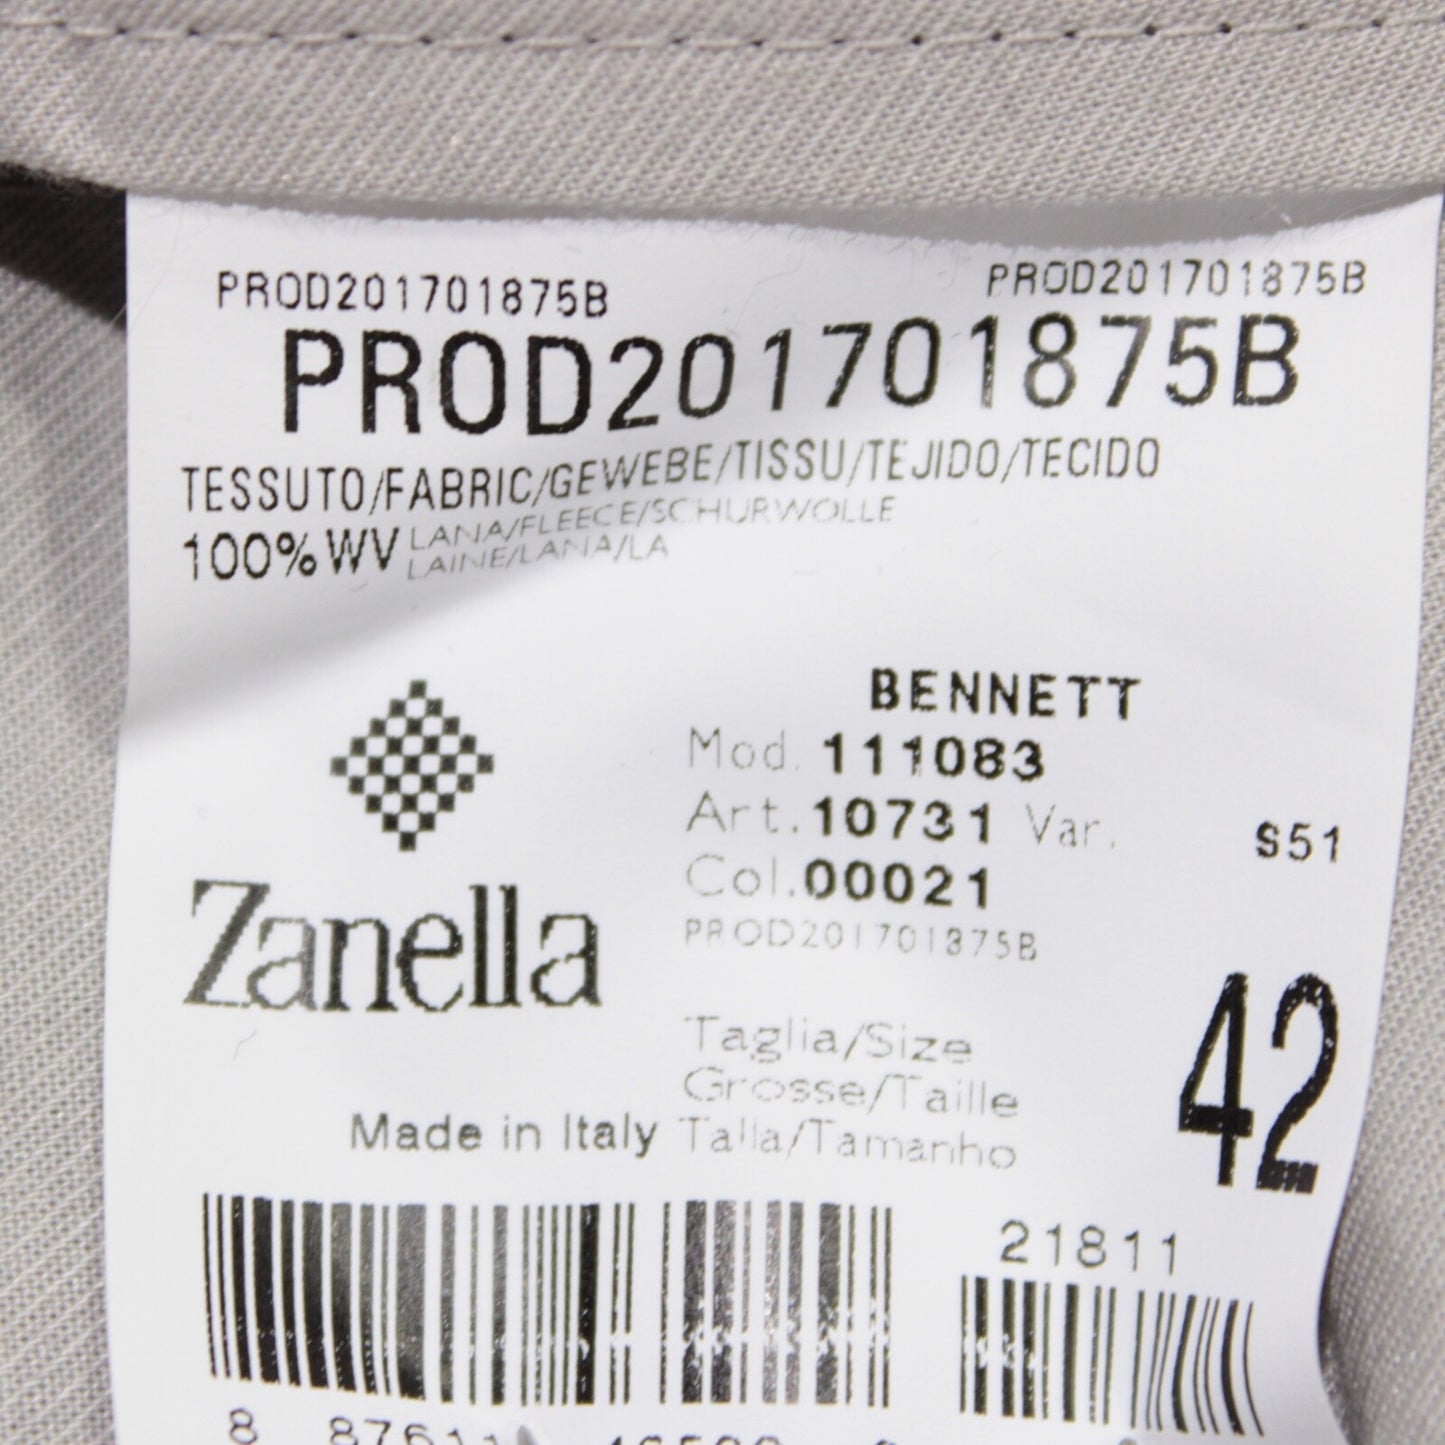 PROD201701875B PROD201701875B
PROD201701875B
TESSUTO/FABRIC/GEWEBE/TISSU/TEJIDO/TECIDO
100%WV LANA/FLEECE/SCHURWOLLE
LAINE/LANA/LA
BENNETT
Mod. 111083
Art. 10731 Var. S51
Col. 00021
PROD201701875B
Zanella
Taglia/Size
Grosse/Taille
Talla/Tamanho
42
Made in Italy
21811